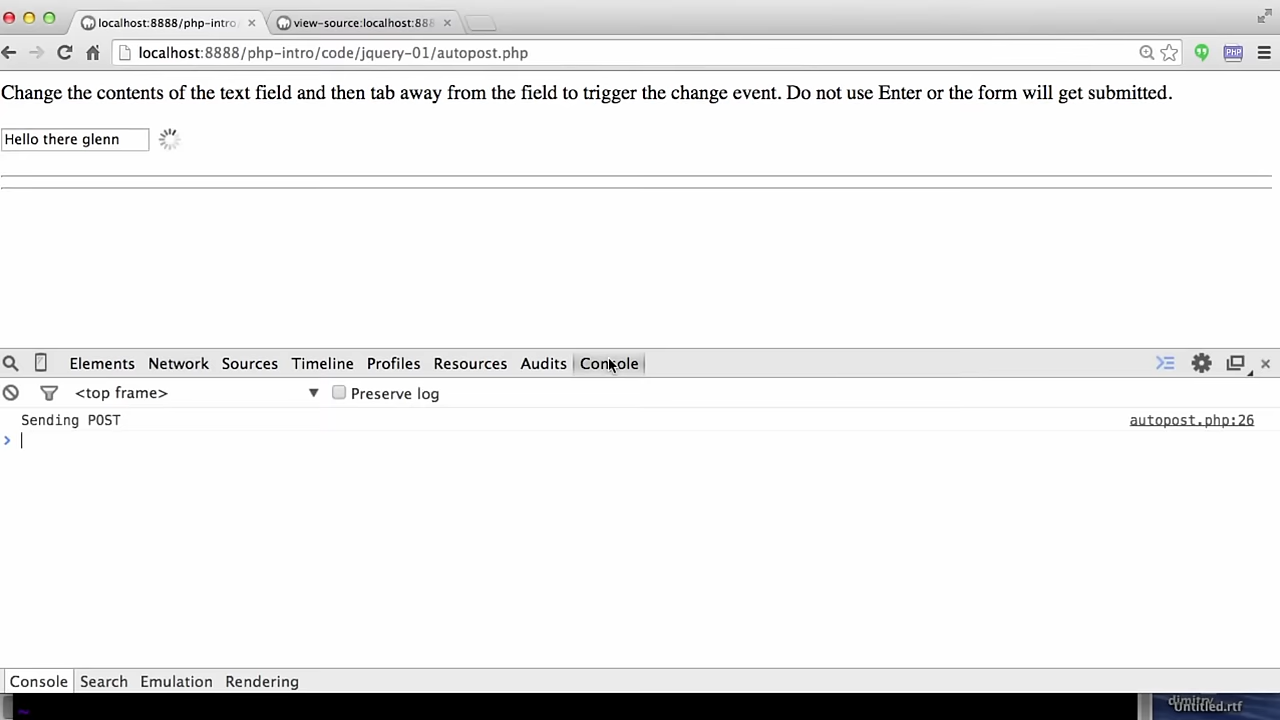 localhost:8888/php-intro/
view-source:localhost:888
localhost:8888/php-intro/code/jquery-01/autopost.php
PHP
Change the contents of the text field and then tab away from the field to trigger the change event. Do not use Enter or the form will get submitted.
Hello there glenn
Elements Network Sources Timeline Profiles Resources Audits Console
<top frame> Preserve log
Sending POST autopost.php:26
Console Search Emulation Rendering
dimitry
Untitled.rtf